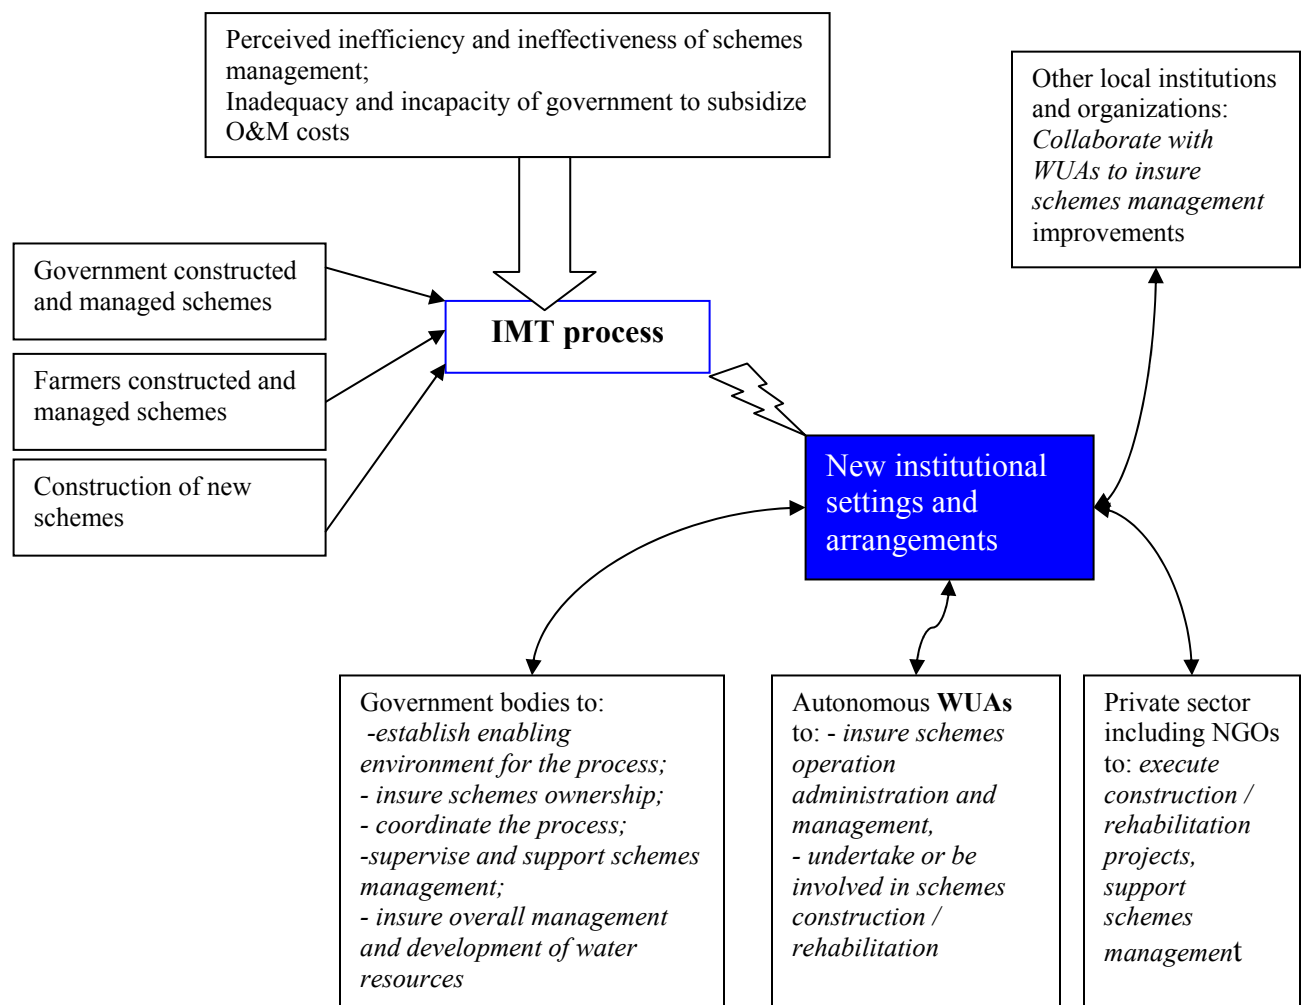 Perceived inefficiency and ineffectiveness of schemes
management;
Inadequacy and incapacity of government to subsidize
O&M costs
Other local institutions
and organizations:
Collaborate with
WUAs to insure
schemes management
improvements
Government constructed
and managed schemes
IMT process
Farmers constructed and
managed schemes
Construction of new
schemes
New institutional
settings and
arrangements
Government bodies to:
-establish enabling
environment for the process;
- insure schemes ownership;
- coordinate the process;
-supervise and support schemes
management;
- insure overall management
and development of water
resources
Autonomous WUAs
to: - insure schemes
operation
administration and
management,
- undertake or be
involved in schemes
construction /
rehabilitation
Private sector
including NGOs
to: execute
construction /
rehabilitation
projects,
support
schemes
management